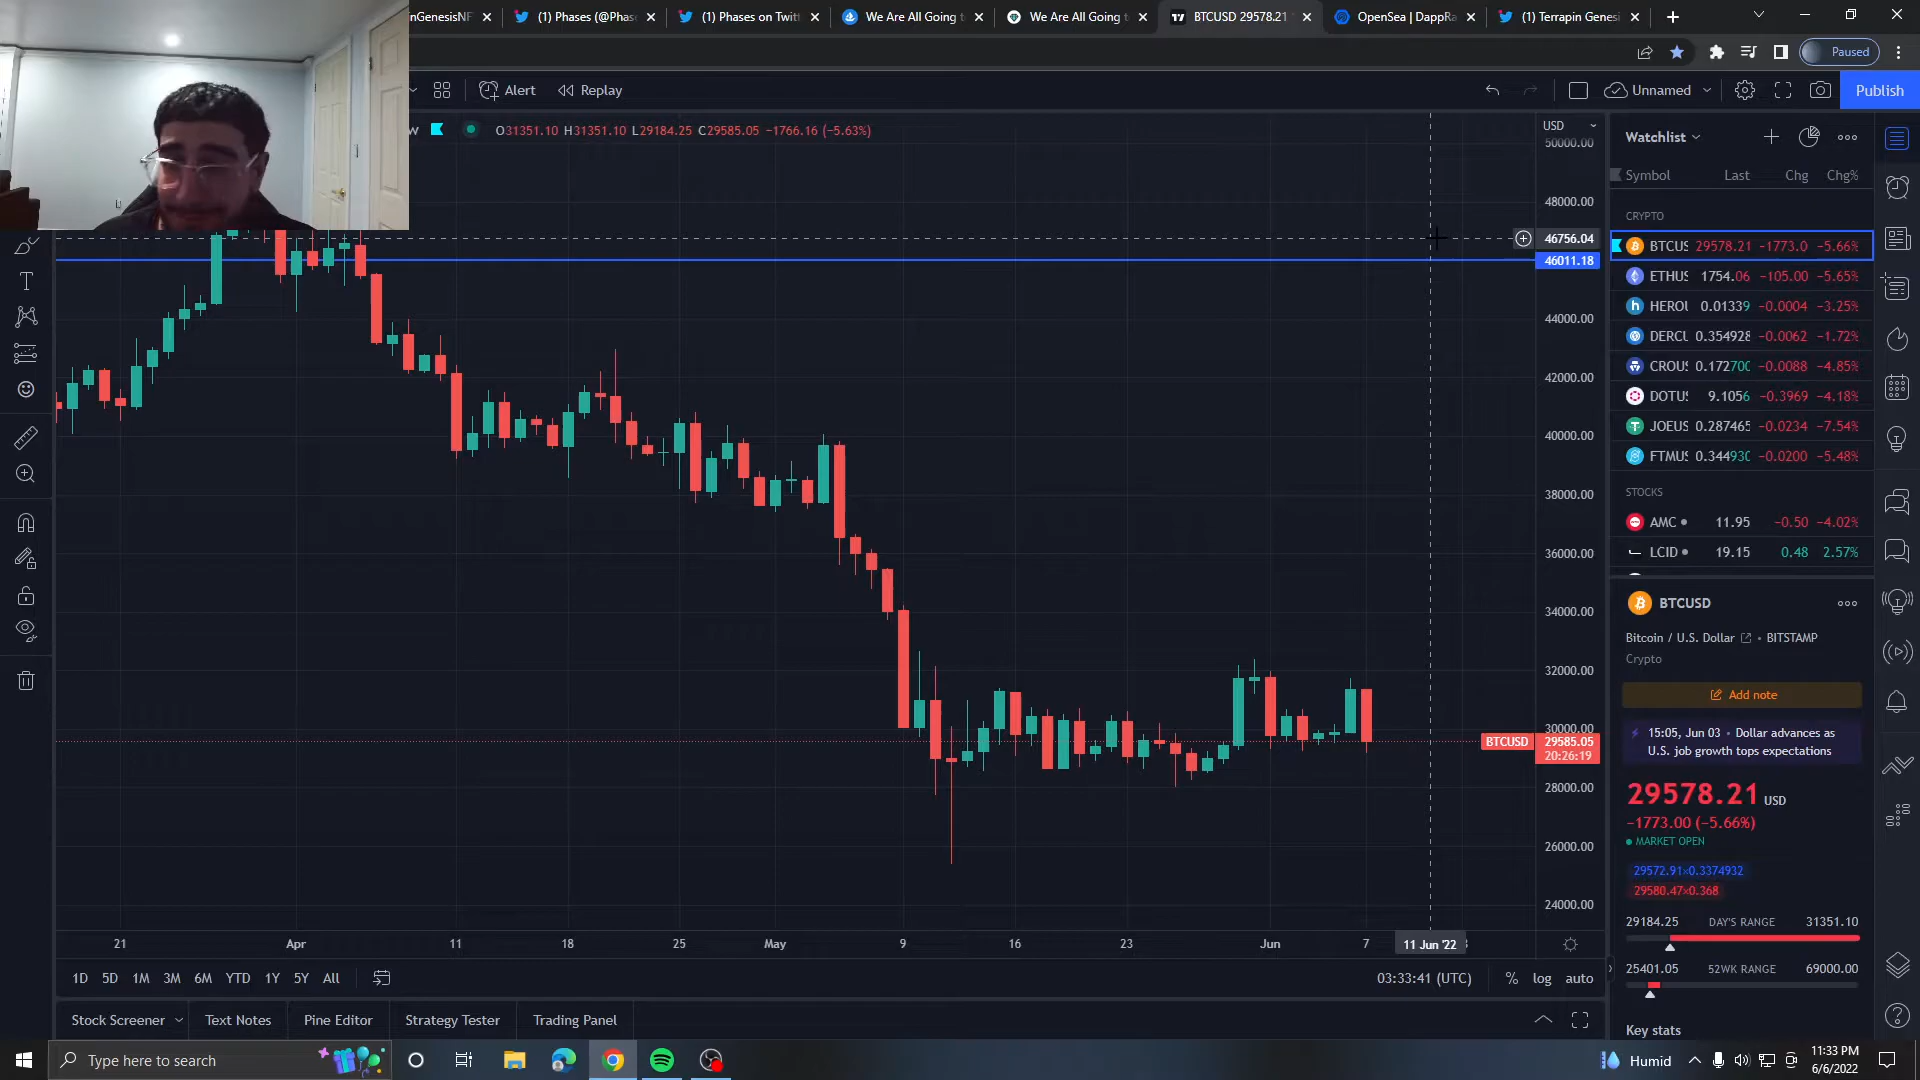 inGenesisNF
(1) Phases (@Phas
(1) Phases on Twitt
We Are All Going t
We Are All Going t
BTCUSD 29578.21
OpenSea | DappRa
(1) Terrapin Genesi
Paused
Alert
Replay
Unnamed
Publish
w
O31351.10 H31351.10 L29184.25 C29585.05 −1766.16 (−5.63%)
USD
50000.00
48000.00
46756.04
46011.18
44000.00
42000.00
40000.00
38000.00
36000.00
34000.00
32000.00
30000.00
BTCUSD 29585.05
20:26:19
28000.00
26000.00
24000.00
21 Apr 11 18 25 May 9 16 23 Jun 7 11 Jun '22
1D 5D 1M 3M 6M YTD 1Y 5Y All
03:33:41 (UTC) % log auto
Stock Screener Text Notes Pine Editor Strategy Tester Trading Panel
Watchlist
Symbol Last Chg Chg%
CRYPTO
BTCUS 29578.21 −1773.0 −5.66%
ETHUS 1754.06 −105.00 −5.65%
HEROU 0.01339 −0.0004 −3.25%
DERCU 0.354928 −0.0062 −1.72%
CROUS 0.172700 −0.0088 −4.85%
DOTUS 9.1056 −0.3969 −4.18%
JOEUS 0.287465 −0.0234 −7.54%
FTMUS 0.344930 −0.0200 −5.48%
STOCKS
AMC 11.95 −0.50 −4.02%
LCID 19.15 0.48 2.57%
BTCUSD
Bitcoin / U.S. Dollar • BITSTAMP
Crypto
Add note
15:05, Jun 03 • Dollar advances as
U.S. job growth tops expectations
29578.21 USD
−1773.00 (−5.66%)
MARKET OPEN
29572.91×0.3374932
29580.47×0.368
29184.25 DAY'S RANGE 31351.10
25401.05 52WK RANGE 69000.00
Key stats
Type here to search
Humid
11:33 PM
6/6/2022